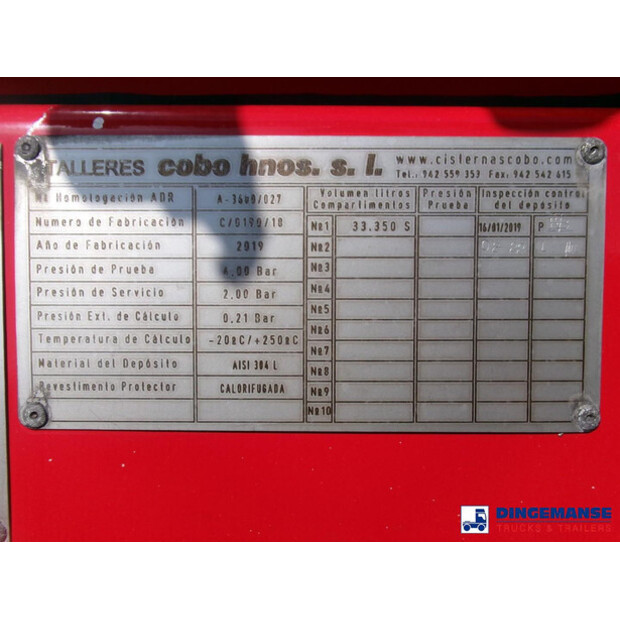 TALLERES cobo hnos. s. l. www.cisternascobo.com
Tel.: 942 559 353 Fax: 942 542 615
Nº Homologación ADR
Numero de Fabricación C/0190/18
Año de Fabricación 2019
Presión de Prueba 4.00 Bar
Presión de Servicio 2.00 Bar
Presión Ext. de Cálculo 0.21 Bar
Temperatura de Cálculo -20ºC/+250ºC
Material del Depósito AISI 304 L
Revestimento Protector CALORIFUGADA
Volumen litros Compartimentos Presión Prueba Inspección control del depósito
Nº1 33.350 S 16/01/2019 P
Nº2
Nº3
Nº4
Nº5
Nº6
Nº7
Nº8
Nº9
Nº10
DINGEMANSE
TRUCKS & TRAILERS